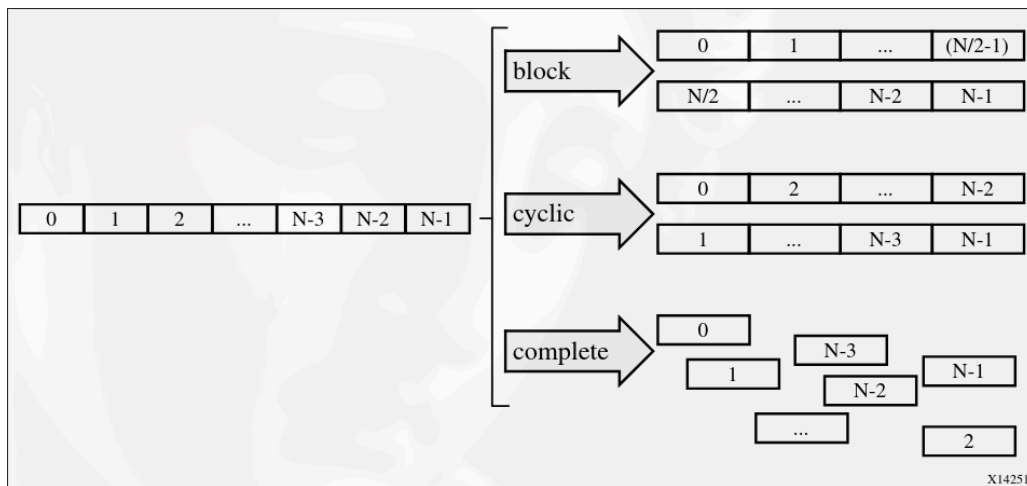 0 1 2 ... N-3 N-2 N-1
block
0 1 ... (N/2-1)
N/2 ... N-2 N-1
cyclic
0 2 ... N-2
1 ... N-3 N-1
complete
0
N-3
1
N-1
N-2
...
2
X14251